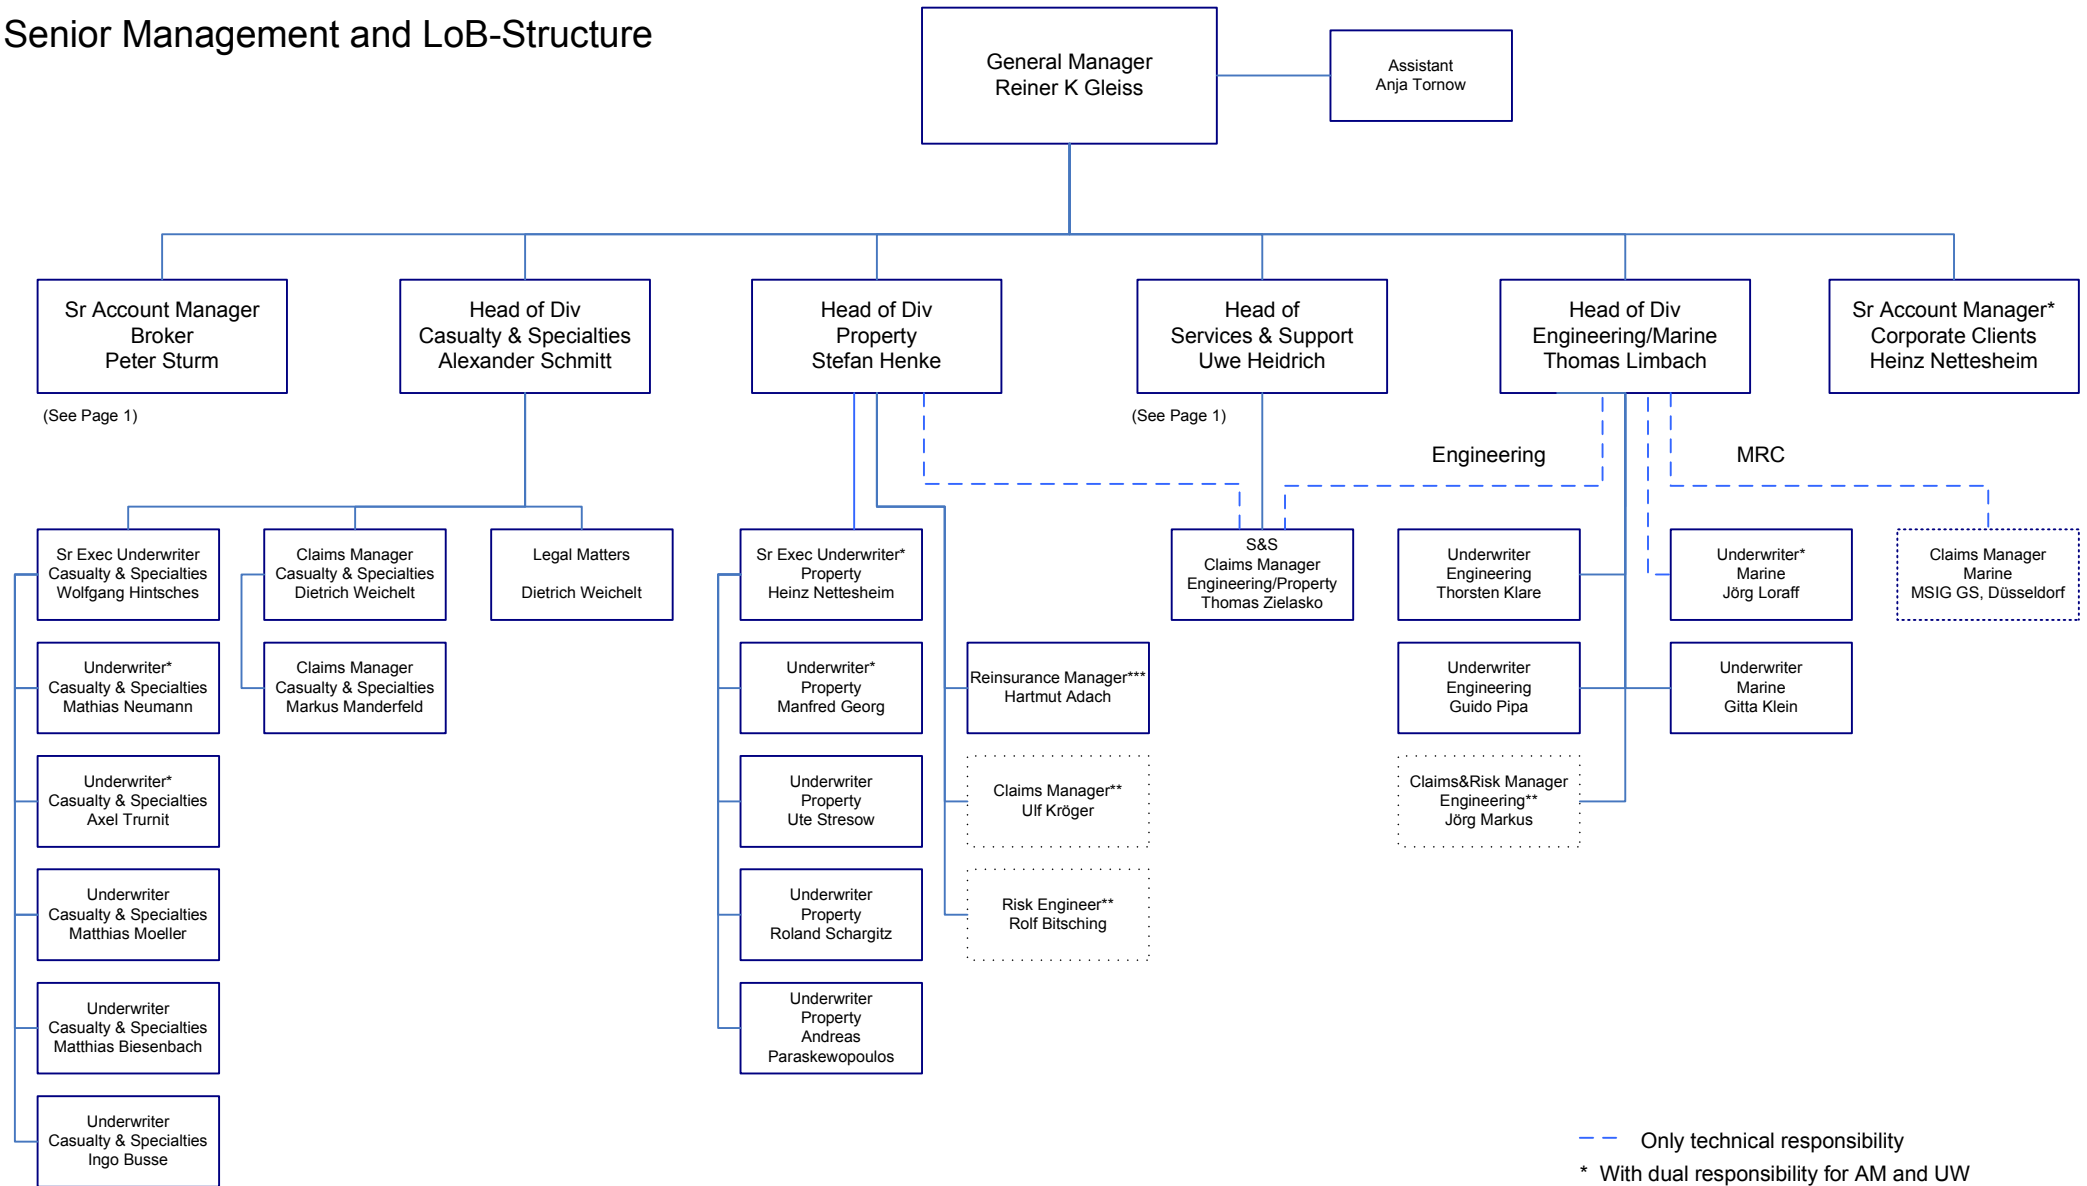 Senior Management and LoB-Structure
General Manager
Reiner K Gleiss
Assistant
Anja Tornow
Sr Account Manager
Broker
Peter Sturm
(See Page 1)
Head of Div
Casualty & Specialties
Alexander Schmitt
Head of Div
Property
Stefan Henke
Head of
Services & Support
Uwe Heidrich
(See Page 1)
Head of Div
Engineering/Marine
Thomas Limbach
Sr Account Manager*
Corporate Clients
Heinz Nettesheim
Engineering
MRC
Sr Exec Underwriter
Casualty & Specialties
Wolfgang Hintsches
Claims Manager
Casualty & Specialties
Dietrich Weichelt
Legal Matters
Dietrich Weichelt
Sr Exec Underwriter*
Property
Heinz Nettesheim
S&S
Claims Manager
Engineering/Property
Thomas Zielasko
Underwriter
Engineering
Thorsten Klare
Underwriter*
Marine
Jörg Loraff
Claims Manager
Marine
MSIG GS, Düsseldorf
Underwriter*
Casualty & Specialties
Mathias Neumann
Claims Manager
Casualty & Specialties
Markus Manderfeld
Underwriter*
Property
Manfred Georg
Reinsurance Manager***
Hartmut Adach
Underwriter
Engineering
Guido Pipa
Underwriter
Marine
Gitta Klein
Underwriter*
Casualty & Specialties
Axel Trurnit
Underwriter
Property
Ute Stresow
Claims Manager**
Ulf Kröger
Claims&Risk Manager
Engineering**
Jörg Markus
Underwriter
Casualty & Specialties
Matthias Moeller
Underwriter
Property
Roland Schargitz
Risk Engineer**
Rolf Bitsching
Underwriter
Casualty & Specialties
Matthias Biesenbach
Underwriter
Property
Andreas
Paraskewopoulos
Underwriter
Casualty & Specialties
Ingo Busse
Only technical responsibility
* With dual responsibility for AM and UW